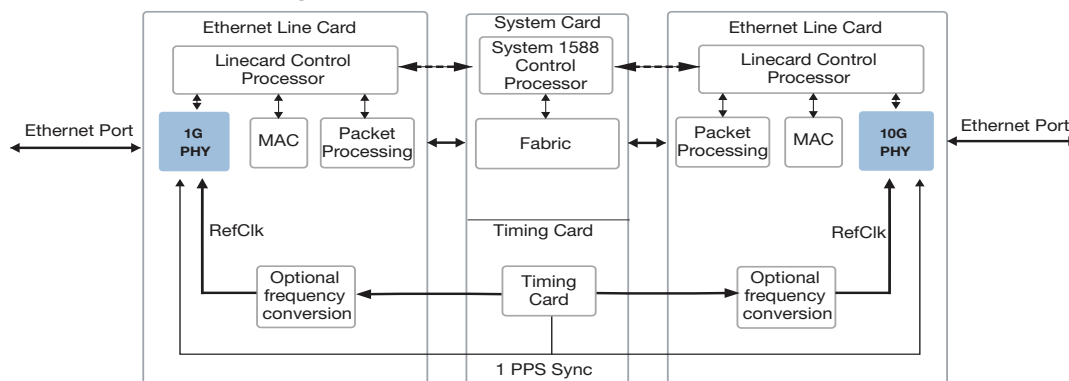 Ethernet Line Card
System Card
Ethernet Line Card
Linecard Control
Processor
System 1588
Control
Processor
Linecard Control
Processor
Ethernet Port
1G
PHY
MAC
Packet
Processing
Fabric
Packet
Processing
MAC
10G
PHY
Ethernet Port
RefClk
Timing Card
RefClk
Optional
frequency
conversion
Timing
Card
Optional
frequency
conversion
1 PPS Sync